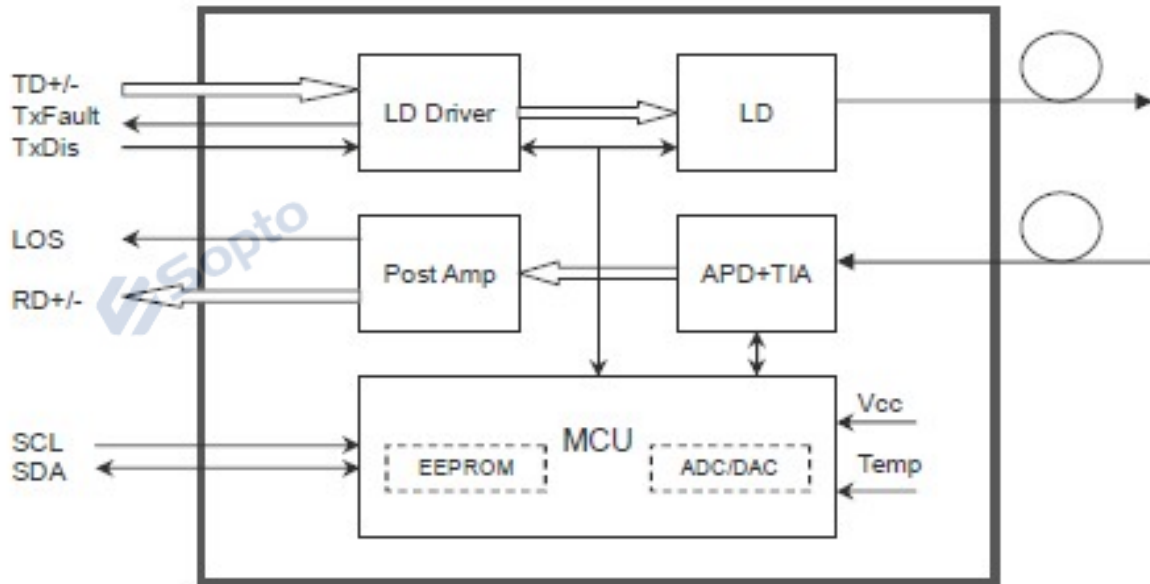 TD+/-
TxFault
TxDis
LD Driver
LD
LOS
RD+/-
Post Amp
APD+TIA
Sopto
SCL
SDA
MCU
EEPROM
ADC/DAC
Vcc
Temp